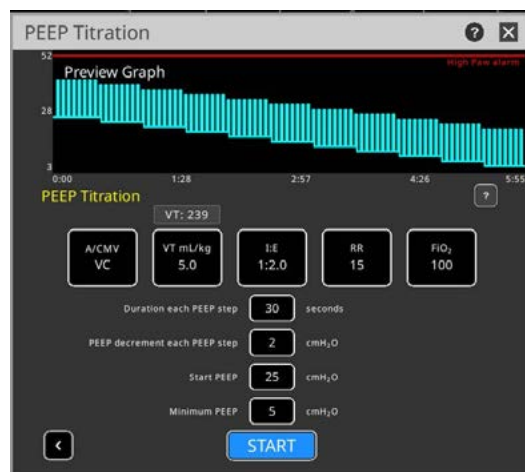 PEEP Titration ? X
52
High Paw alarm
Preview Graph
28
3
0:00 1:28 2:57 4:26 5:55
PEEP Titration ?
VT: 239
A/CMV VT mL/kg I:E RR FiO₂
VC 5.0 1:2.0 15 100
Duration each PEEP step 30 seconds
PEEP decrement each PEEP step 2 cmH₂O
Start PEEP 25 cmH₂O
Minimum PEEP 5 cmH₂O
< START